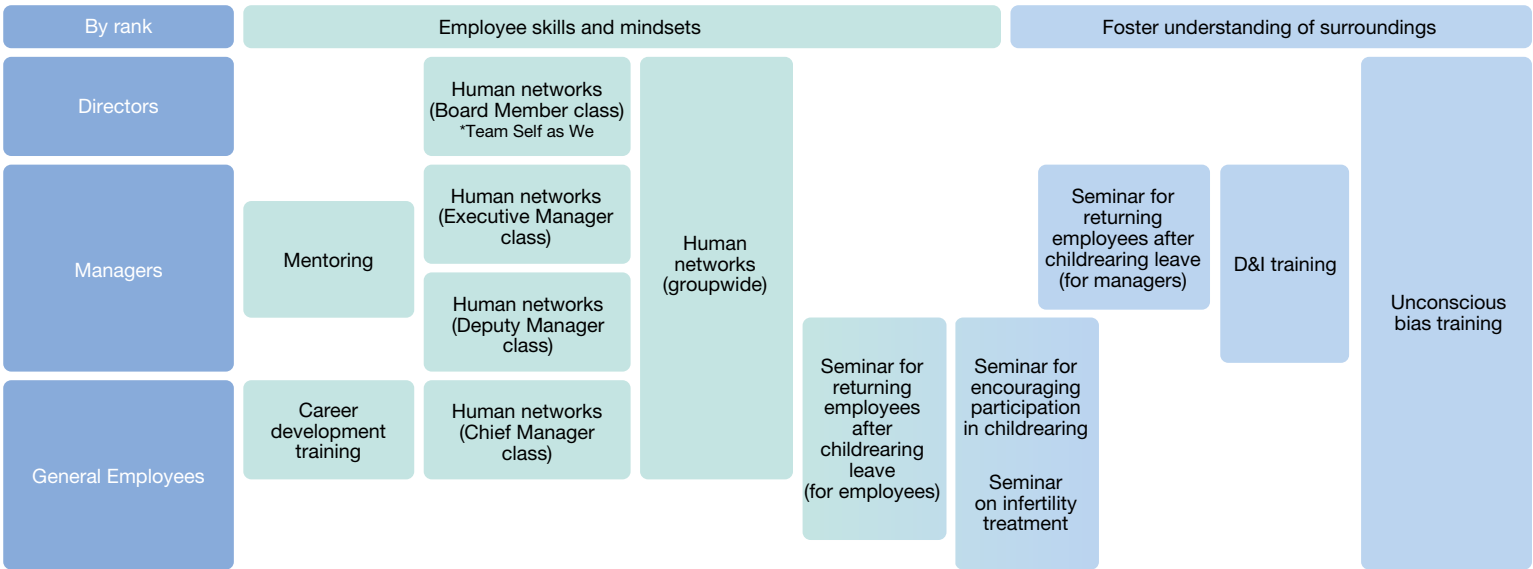 By rank
Employee skills and mindsets
Foster understanding of surroundings
Directors
Human networks
(Board Member class)
*Team Self as We
Managers
Mentoring
Human networks
(Executive Manager
class)
Human networks
(Deputy Manager
class)
Human
networks
(groupwide)
Seminar for
returning
employees after
childrearing leave
(for managers)
D&I training
Unconscious
bias training
General Employees
Career
development
training
Human networks
(Chief Manager
class)
Seminar for
returning
employees
after
childrearing
leave
(for employees)
Seminar for
encouraging
participation
in childrearing
Seminar
on infertility
treatment